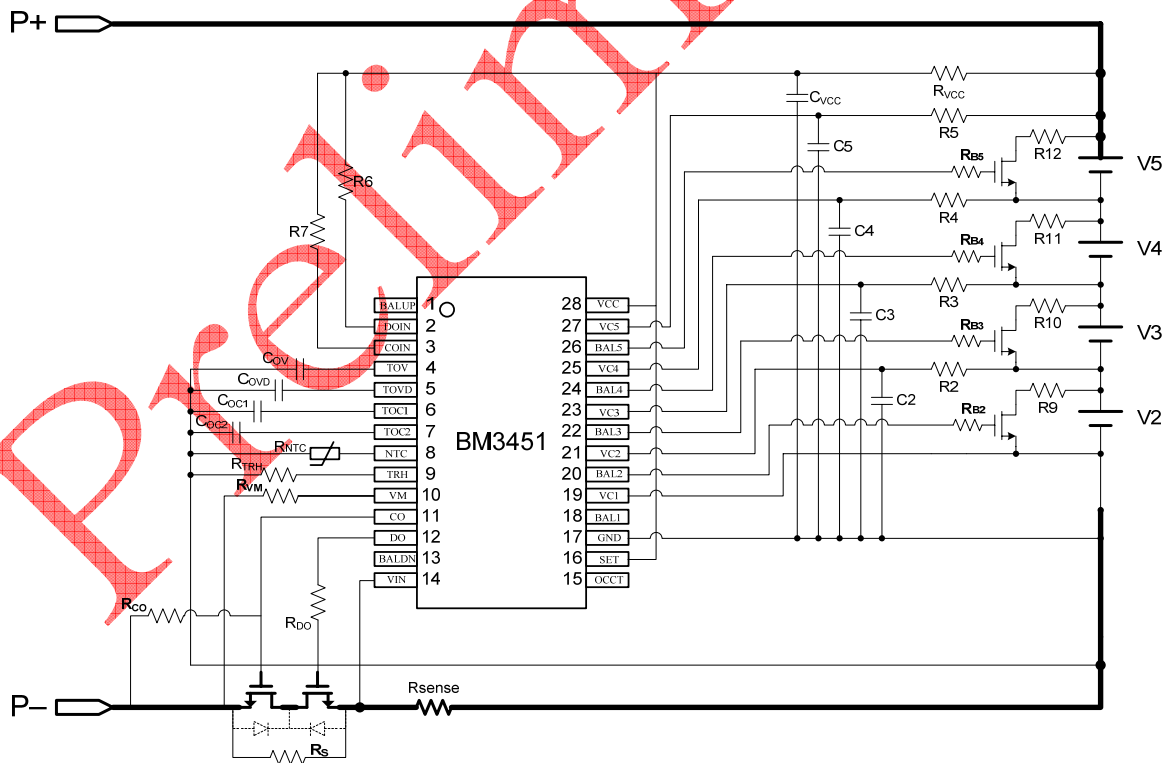 Prelim
P+
RVCC
CVCC
R5
C5
R12
RB5
V5
R6
R4
C4
R11
RB4
V4
R7
R3
C3
R10
RB3
V3
R2
C2
R9
RB2
V2
BM3451
BALUP 1
DOIN 2
COIN 3
COV TOV 4
COVD TOVD 5
COC1 TOC1 6
COC2 TOC2 7
RNTC NTC 8
RTRH TRH 9
RVM VM 10
CO 11
DO 12
BALDN 13
VIN 14
28 VCC
27 VC5
26 BAL5
25 VC4
24 BAL4
23 VC3
22 BAL3
21 VC2
20 BAL2
19 VC1
18 BAL1
17 GND
16 SET
15 OCCT
RCO
RDO
P–
Rsense
RS